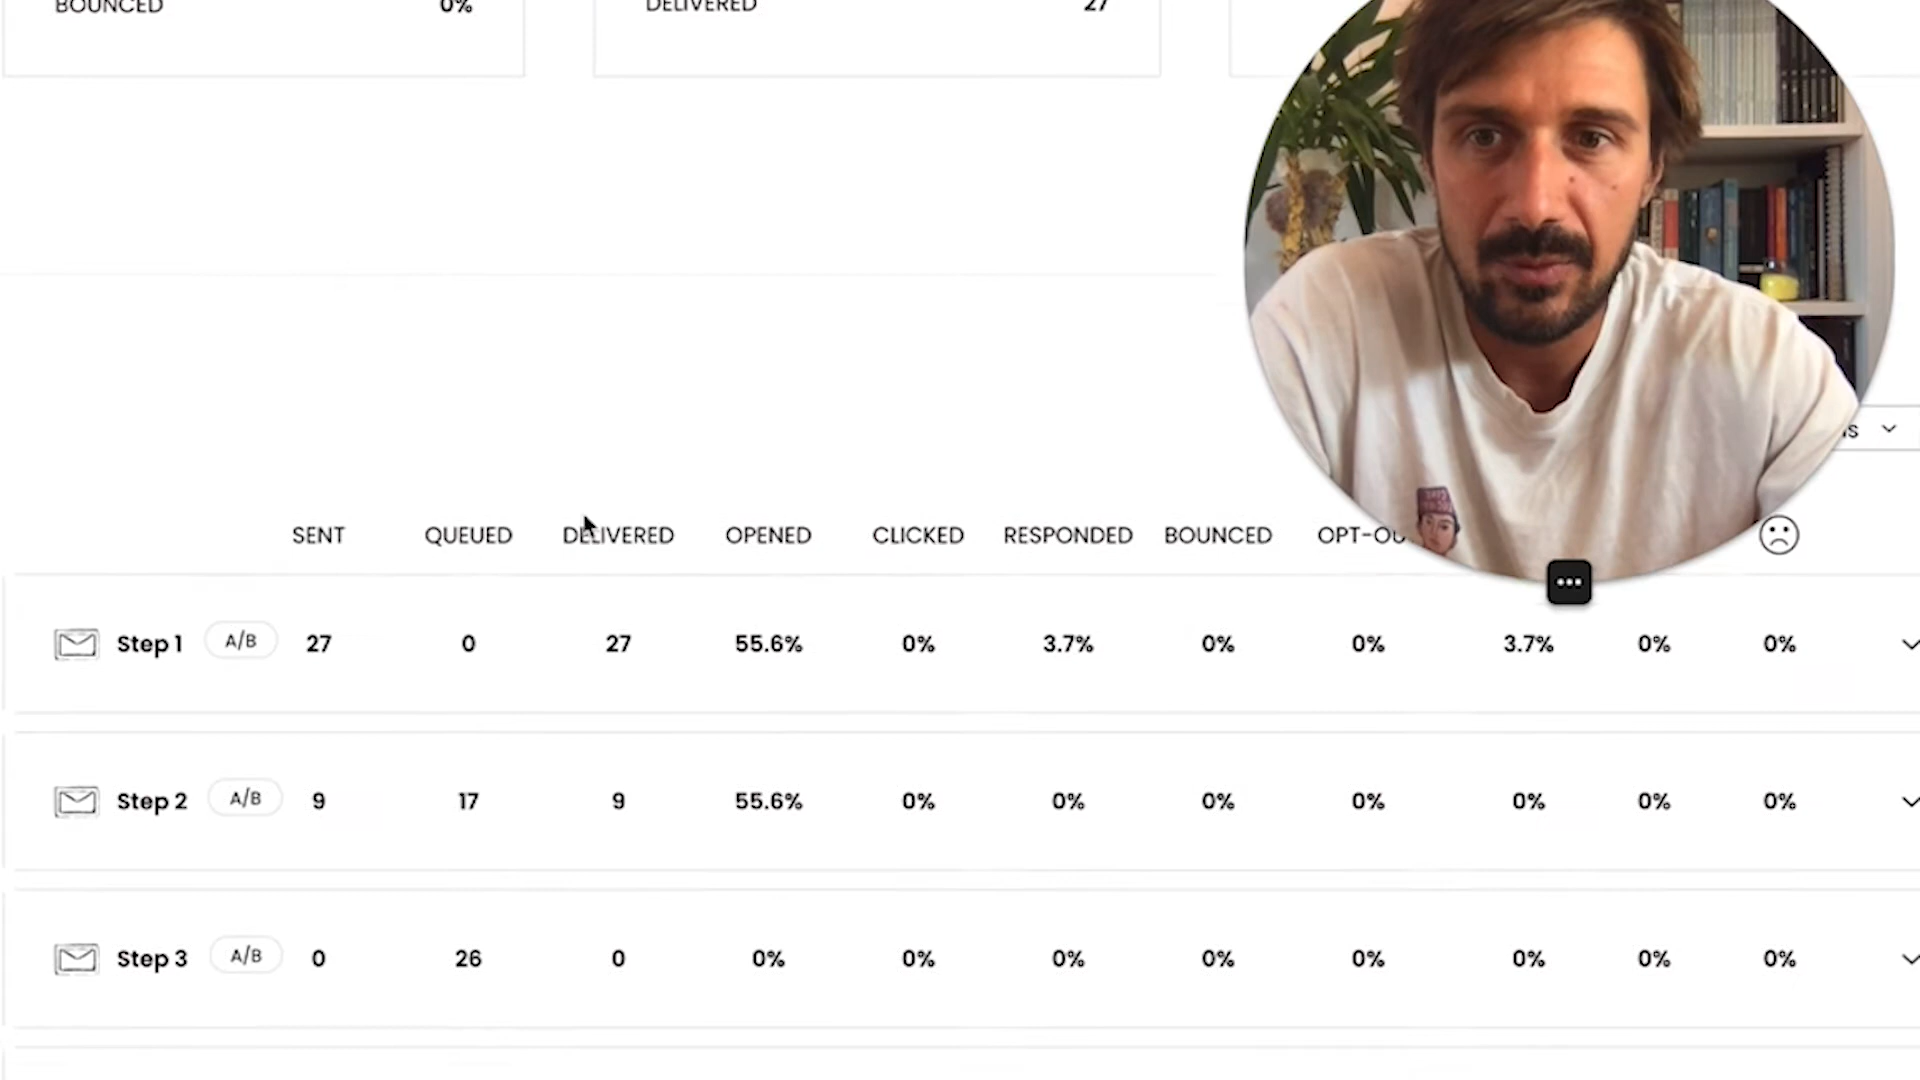 BOUNCED 0% DELIVERED 27
SENT QUEUED DELIVERED OPENED CLICKED RESPONDED BOUNCED OPT-OU
Step 1 A/B 27 0 27 55.6% 0% 3.7% 0% 0% 3.7% 0% 0%
Step 2 A/B 9 17 9 55.6% 0% 0% 0% 0% 0% 0% 0%
Step 3 A/B 0 26 0 0% 0% 0% 0% 0% 0% 0% 0%